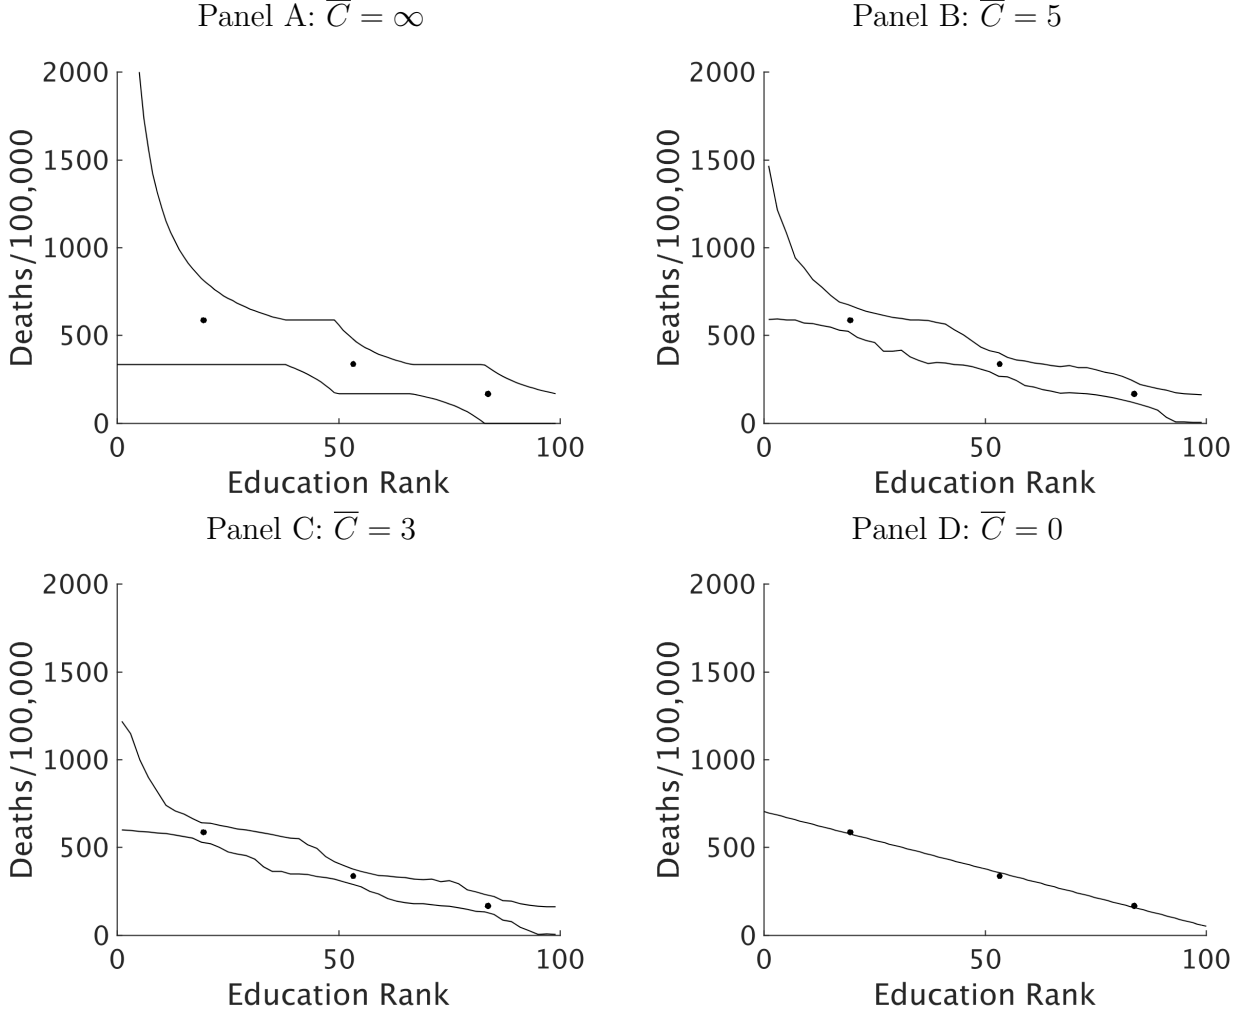 Panel A: C̅ = ∞
2000
1500
1000
500
0
0 50 100
Deaths/100,000
Education Rank
Panel B: C̅ = 5
2000
1500
1000
500
0
0 50 100
Deaths/100,000
Education Rank
Panel C: C̅ = 3
2000
1500
1000
500
0
0 50 100
Deaths/100,000
Education Rank
Panel D: C̅ = 0
2000
1500
1000
500
0
0 50 100
Deaths/100,000
Education Rank